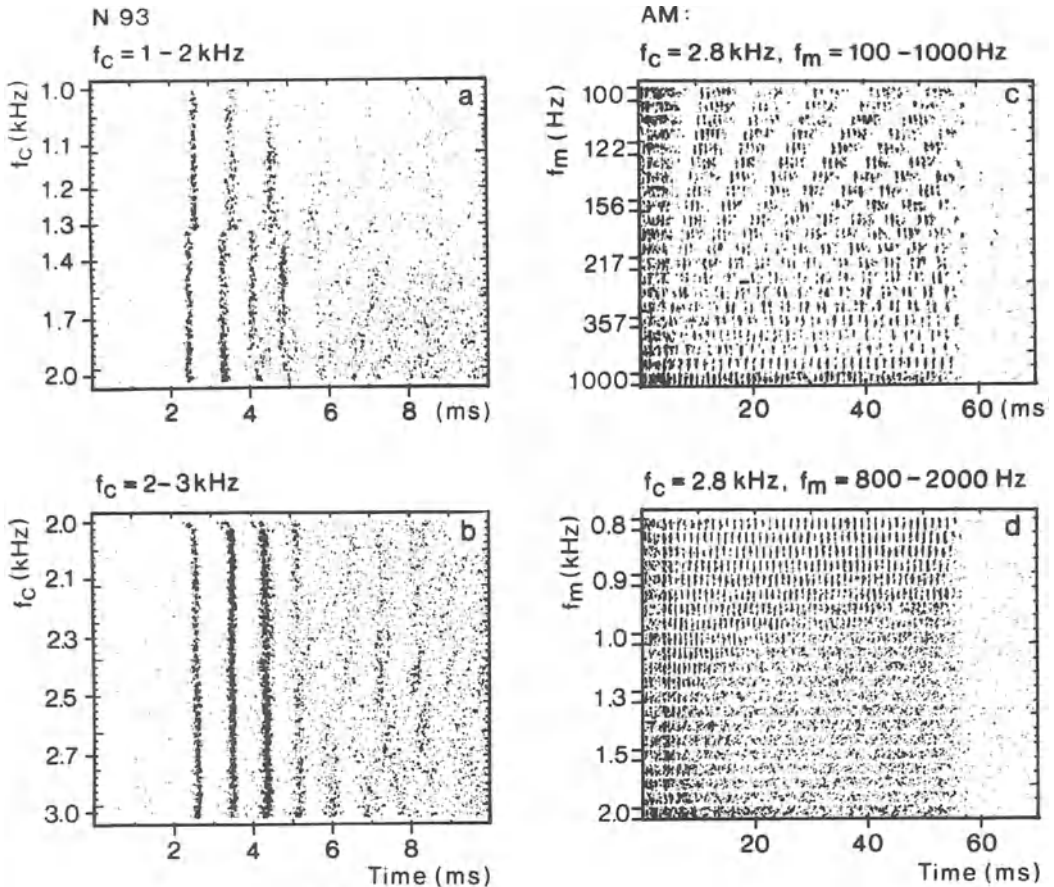 N 93
f_c = 1 – 2 kHz
a
f_c (kHz)
1.0
1.1
1.2
1.3
1.4
1.7
2.0
2 4 6 8 (ms)
AM :
f_c = 2.8 kHz, f_m = 100 – 1000 Hz
c
f_m (Hz)
100
122
156
217
357
1000
20 40 60 (ms)
f_c = 2 – 3 kHz
b
f_c (kHz)
2.0
2.1
2.3
2.5
2.7
3.0
2 4 6 8
Time (ms)
f_c = 2.8 kHz, f_m = 800 – 2000 Hz
d
f_m (kHz)
0.8
0.9
1.0
1.3
1.5
2.0
20 40 60
Time (ms)